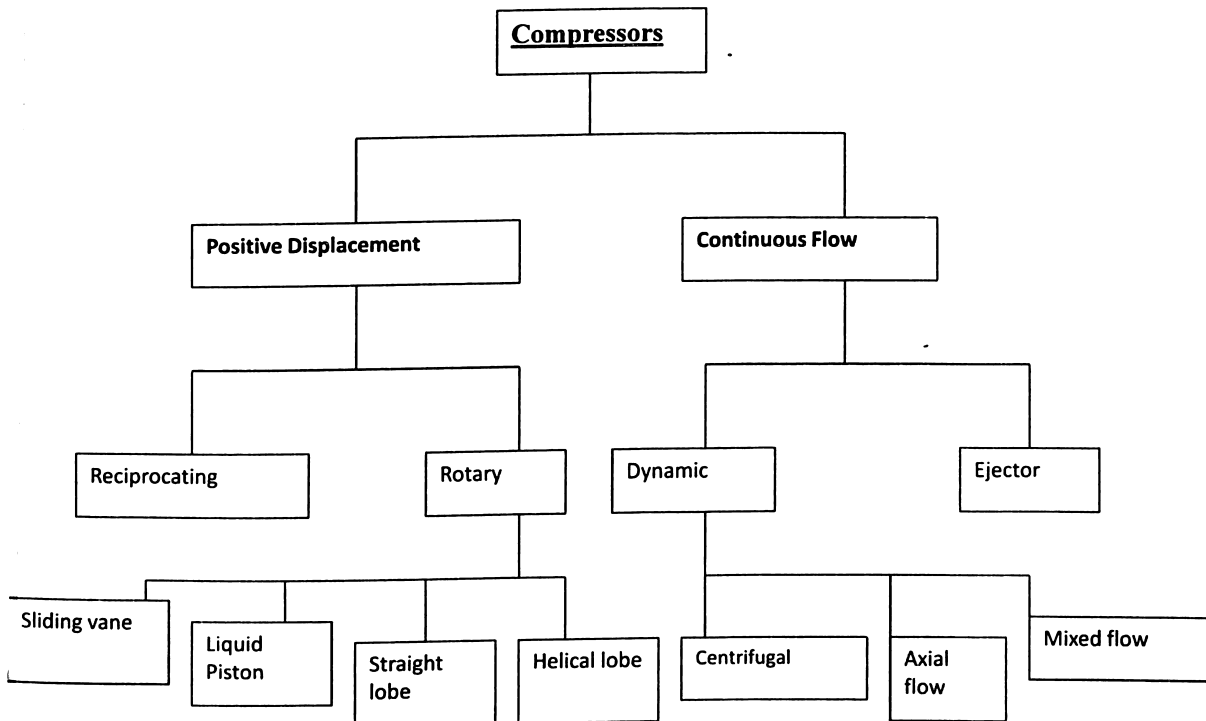 Compressors
Positive Displacement
Continuous Flow
Reciprocating
Rotary
Dynamic
Ejector
Sliding vane
Liquid
Piston
Straight
lobe
Helical lobe
Centrifugal
Axial
flow
Mixed flow